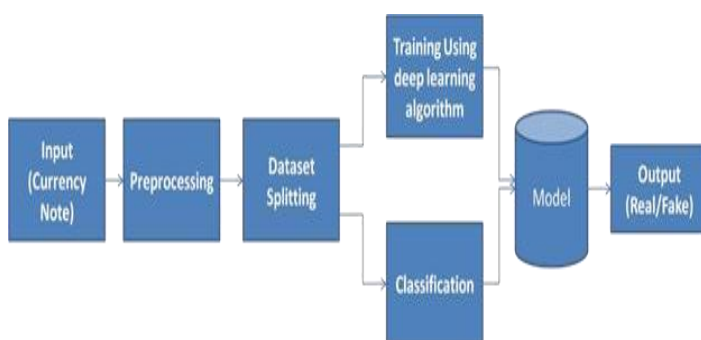 Input
(Currency
Note)
Preprocessing
Dataset
Splitting
Training Using
deep learning
algorithm
Classification
Model
Output
(Real/Fake)